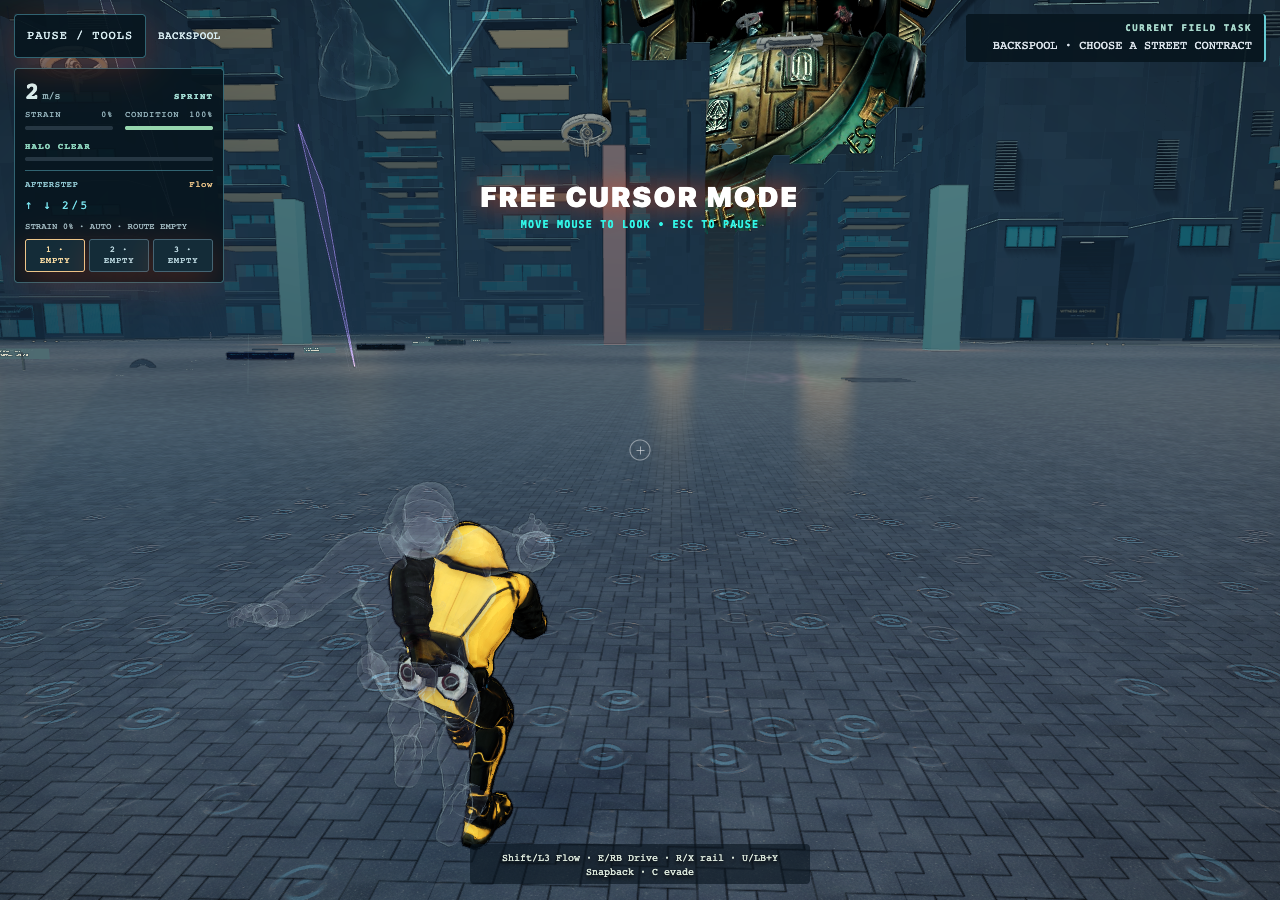 PAUSE / TOOLS
BACKSPOOL
CURRENT FIELD TASK
BACKSPOOL · CHOOSE A STREET CONTRACT
2 m/s
SPRINT
STRAIN 0%
CONDITION 100%
HALO CLEAR
AFTERSTEP
Flow
↑ ↓ 2/5
STRAIN 0% · AUTO · ROUTE EMPTY
1 ·
EMPTY
2 ·
EMPTY
3 ·
EMPTY
FREE CURSOR MODE
MOVE MOUSE TO LOOK • ESC TO PAUSE
Shift/L3 Flow · E/RB Drive · R/X rail · U/LB+Y
Snapback · C evade